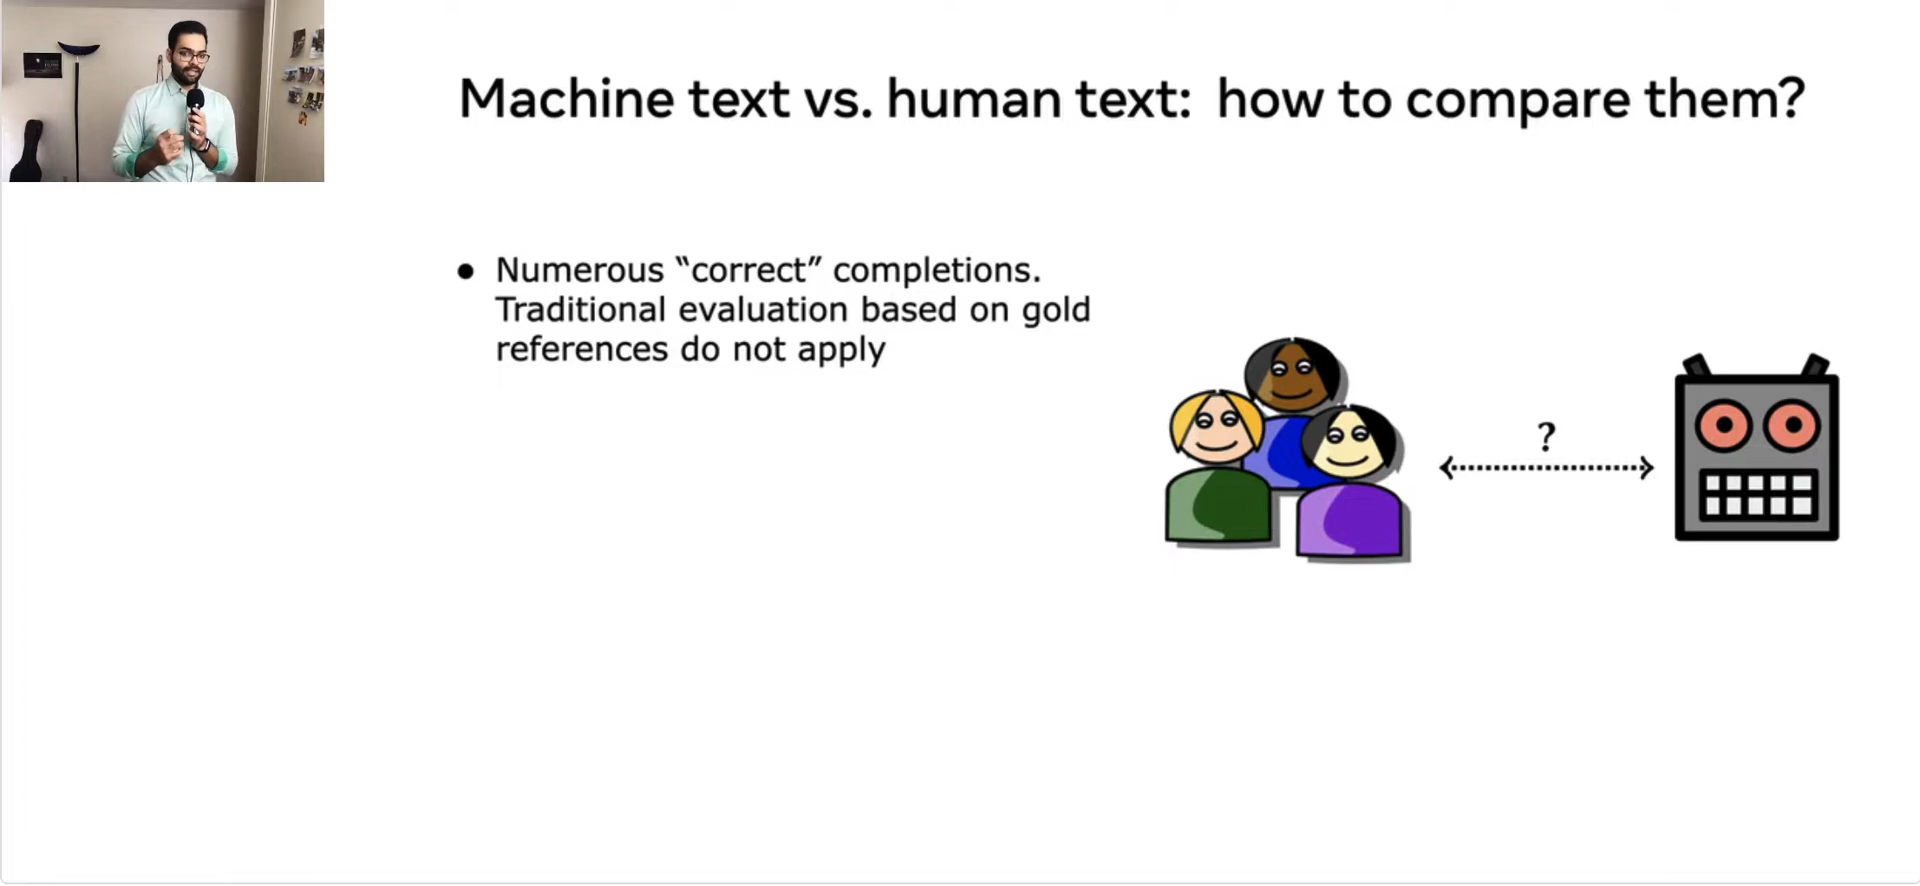 Machine text vs. human text: how to compare them?
● Numerous “correct” completions.
Traditional evaluation based on gold
references do not apply
?